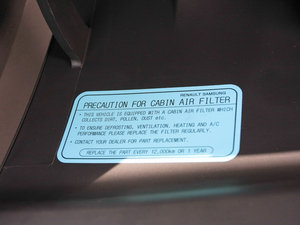 RENAULT SAMSUNG
PRECAUTION FOR CABIN AIR FILTER
• THIS VEHICLE IS EQUIPPED WITH A CABIN AIR FILTER WHICH
COLLECTS DIRT, POLLEN, DUST etc.
• TO ENSURE DEFROSTING, VENTILATION, HEATING AND A/C
PERFORMANCE PLEASE REPLACE THE FILTER REGULARLY.
• CONTACT YOUR DEALER FOR PART REPLACEMENT.
REPLACE THE PART EVERY 12,000km OR 1 YEAR